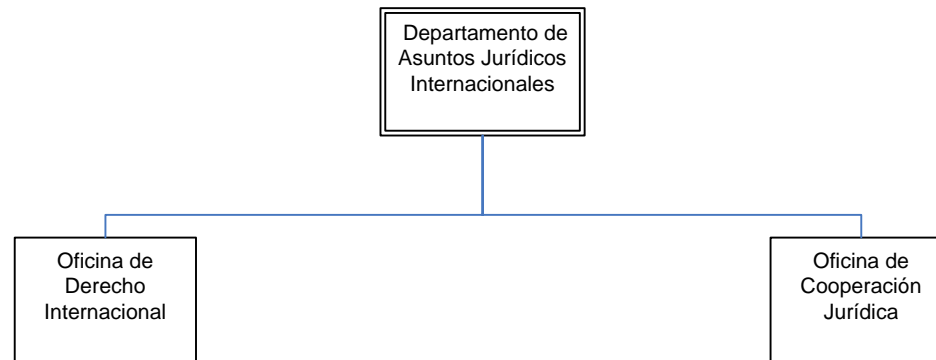 Departamento de
Asuntos Jurídicos
Internacionales
Oficina de
Derecho
Internacional
Oficina de
Cooperación
Jurídica